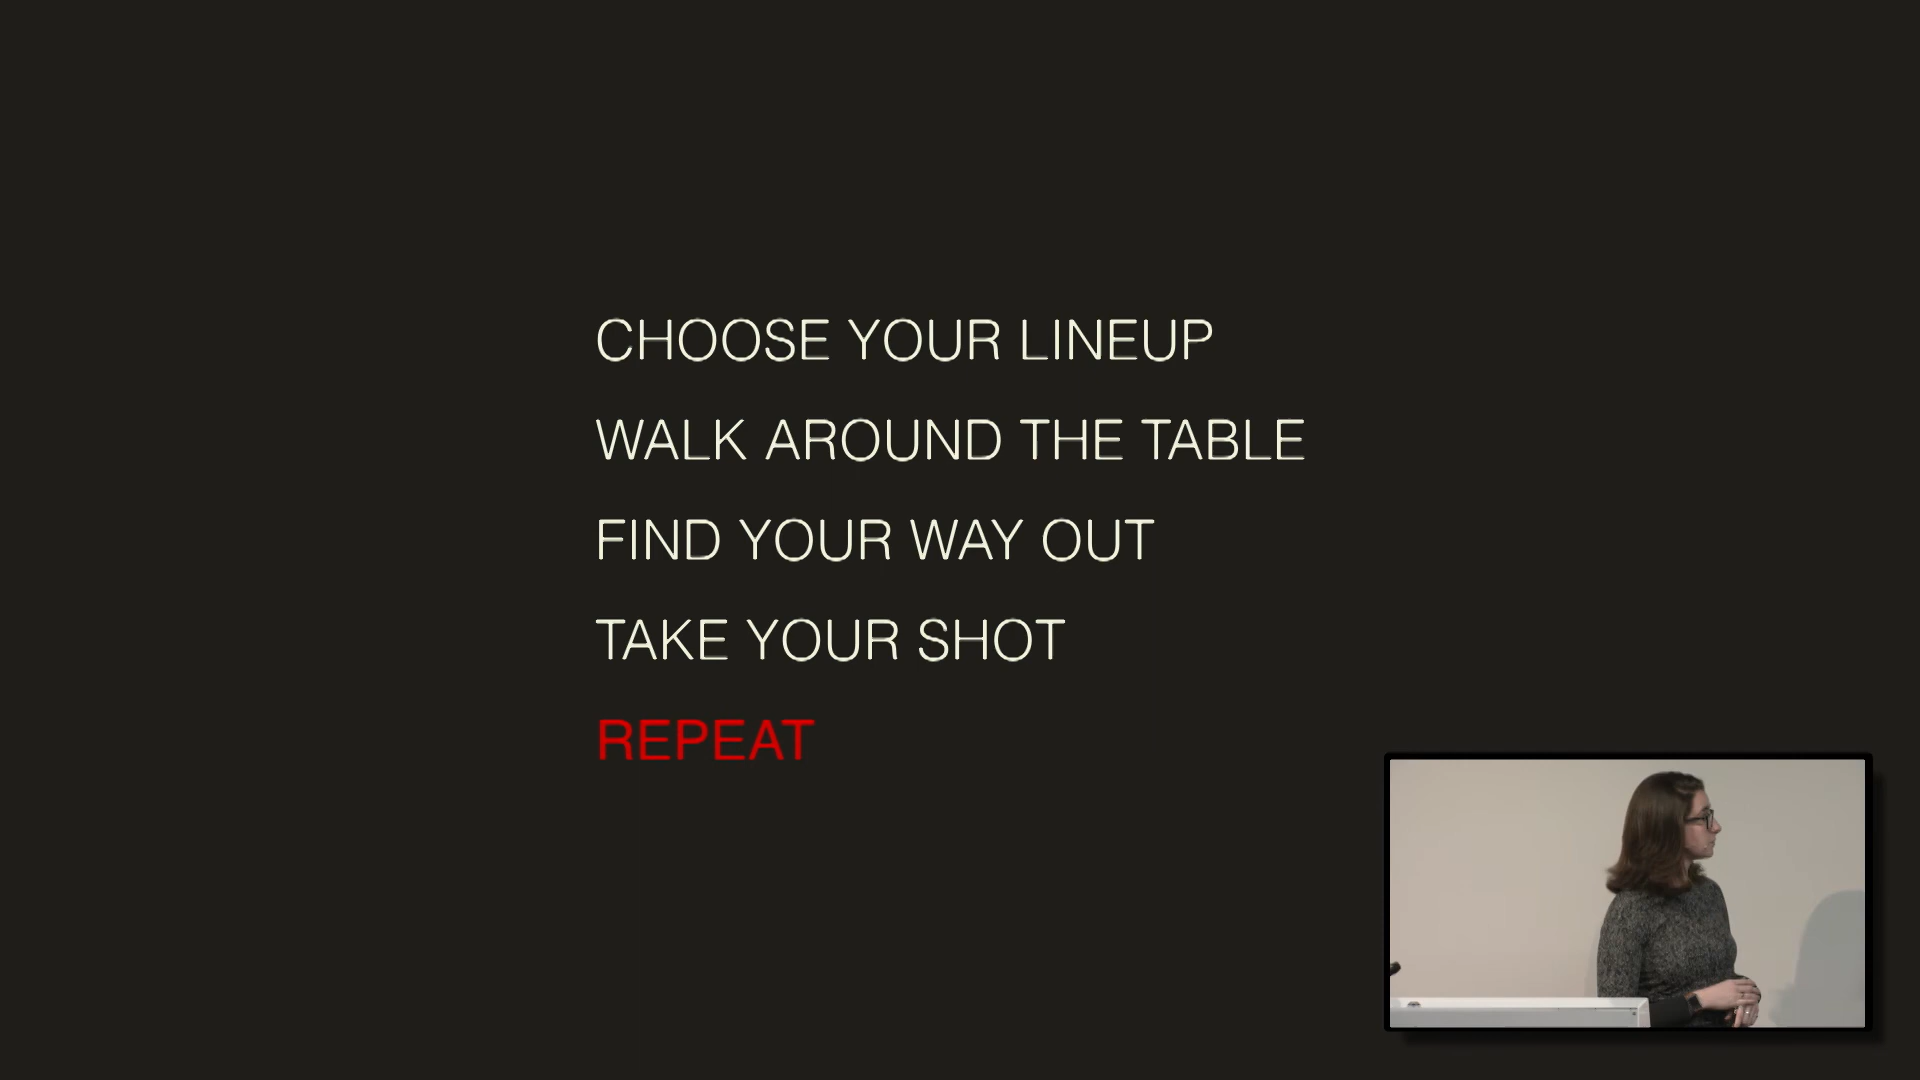 CHOOSE YOUR LINEUP
WALK AROUND THE TABLE
FIND YOUR WAY OUT
TAKE YOUR SHOT
REPEAT